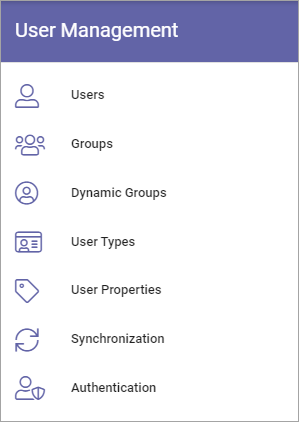 User Management
Users
Groups
Dynamic Groups
User Types
User Properties
Synchronization
Authentication